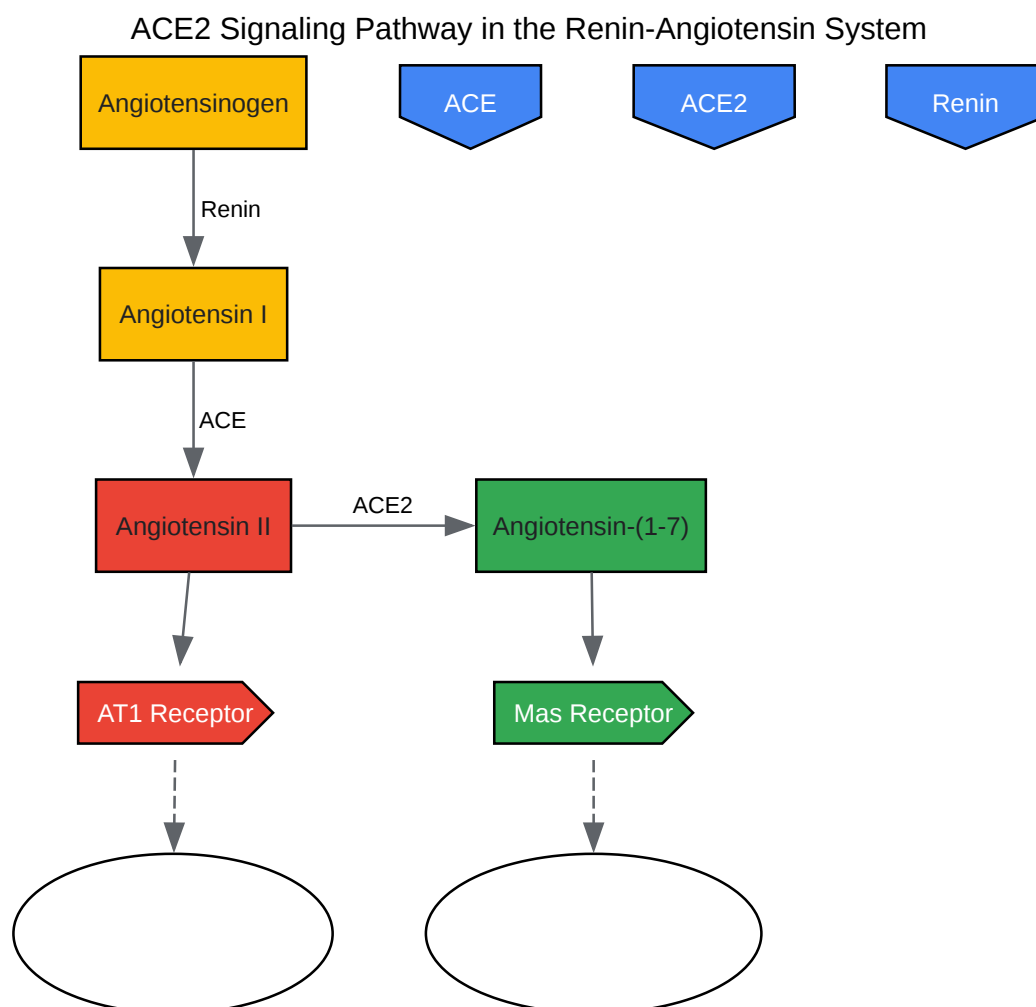 ACE2 Signaling Pathway in the Renin-Angiotensin System
Angiotensinogen
ACE
ACE2
Renin
Renin
Angiotensin I
ACE
Angiotensin II
ACE2
Angiotensin-(1-7)
AT1 Receptor
Mas Receptor